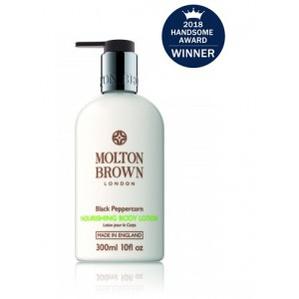 2018
HANDSOME
AWARD
WINNER
MOLTON
BROWN
LONDON
Black Peppercorn
NOURISHING BODY LOTION
Lotion pour le Corps
MADE IN ENGLAND
300ml 10fl oz